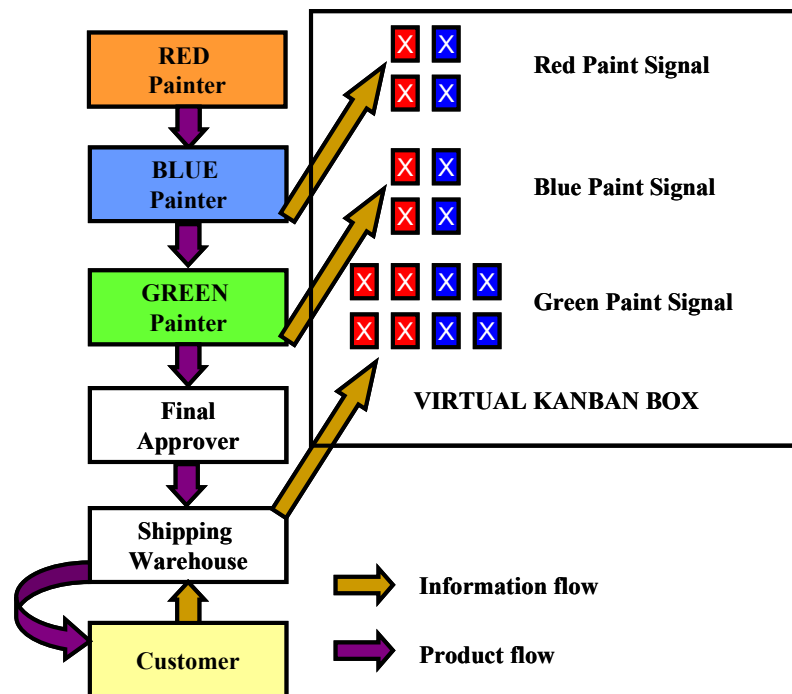 RED
Painter
BLUE
Painter
GREEN
Painter
Final
Approver
Shipping
Warehouse
Customer
X X
X X
Red Paint Signal
X X
X X
Blue Paint Signal
X X X X
X X X X
Green Paint Signal
VIRTUAL KANBAN BOX
Information flow
Product flow